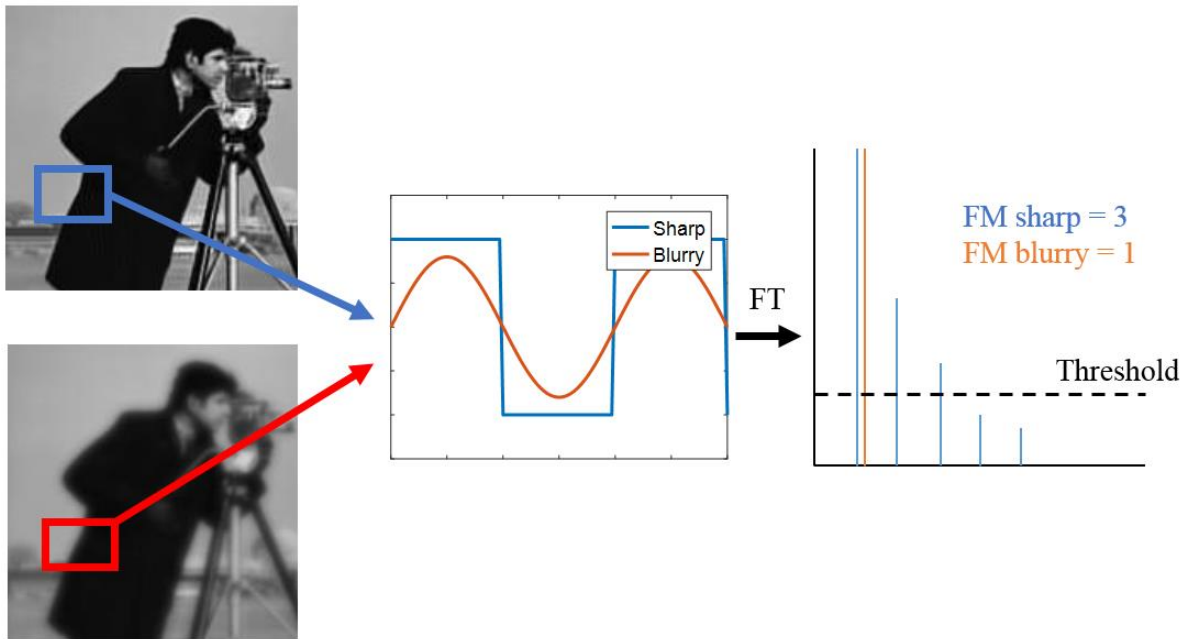 Sharp
Blurry
FT
FM sharp = 3
FM blurry = 1
Threshold